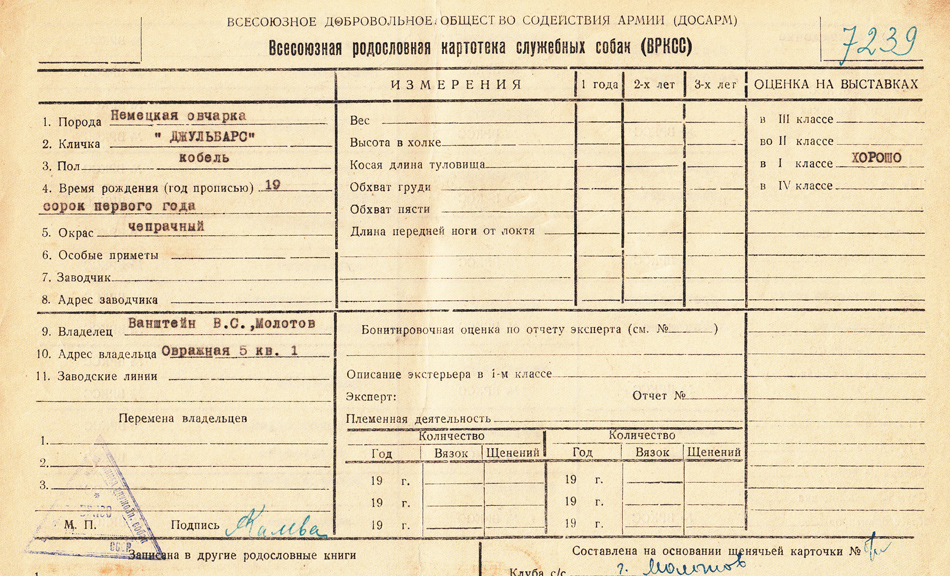 ВСЕСОЮЗНОЕ ДОБРОВОЛЬНОЕ ОБЩЕСТВО СОДЕЙСТВИЯ АРМИИ (ДОСАРМ)
Всесоюзная родословная картотека служебных собак (ВРКСС)
7239
ИЗМЕРЕНИЯ 1 года 2-х лет 3-х лет ОЦЕНКА НА ВЫСТАВКАХ
1. Порода Немецкая овчарка
2. Кличка "ДЖУЛЬБАРС"
3. Пол кобель
4. Время рождения (год прописью) 19
сорок первого года
5. Окрас чепрачный
6. Особые приметы
7. Заводчик
8. Адрес заводчика
Вес
Высота в холке
Косая длина туловища
Обхват груди
Обхват пясти
Длина передней ноги от локтя
в III классе
во II классе
в I классе ХОРОШО
в IV классе
9. Владелец Ванштейн В.С.,Молотов
10. Адрес владельца Овражная 5 кв. 1
11. Заводские линии
Перемена владельцев
1.
2.
3.
М. П. Подпись
Бонитировочная оценка по отчету эксперта (см. № )
Описание экстерьера в 1-м классе
Эксперт: Отчет №
Племенная деятельность
Количество Количество
Год Вязок Щенений Год Вязок Щенений
19 г. 19 г.
19 г. 19 г.
19 г. 19 г.
Записана в другие родословные книги
1.
Составлена на основании щенячьей карточки №
Клуба с/с г. Молотов